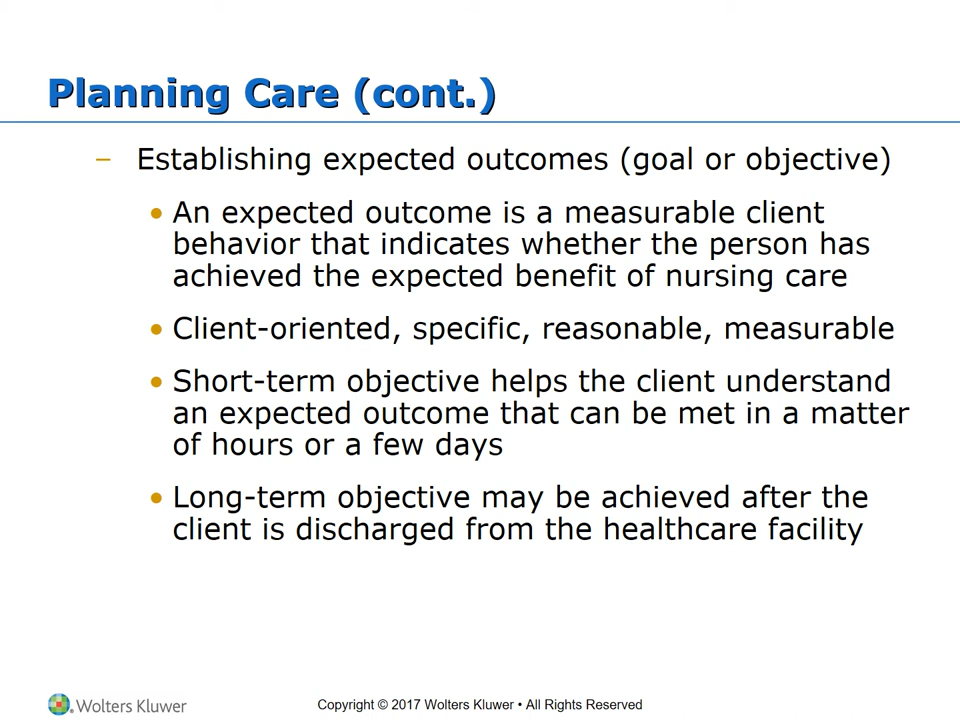 Planning Care (cont.)
– Establishing expected outcomes (goal or objective)
• An expected outcome is a measurable client
behavior that indicates whether the person has
achieved the expected benefit of nursing care
• Client-oriented, specific, reasonable, measurable
• Short-term objective helps the client understand
an expected outcome that can be met in a matter
of hours or a few days
• Long-term objective may be achieved after the
client is discharged from the healthcare facility
Wolters Kluwer
Copyright © 2017 Wolters Kluwer • All Rights Reserved